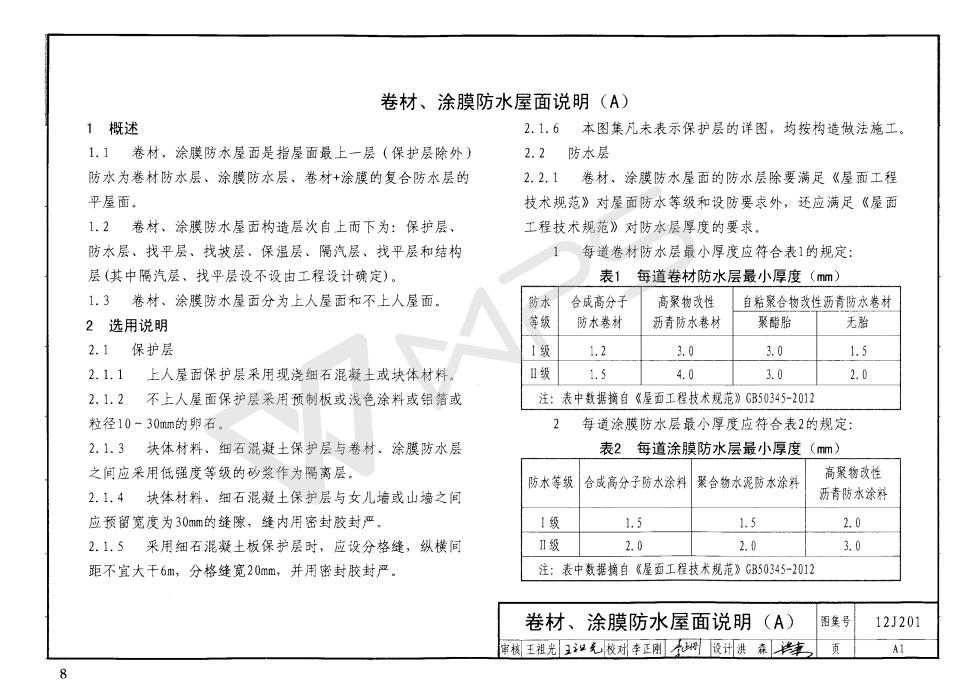 卷材、涂膜防水屋面说明（A）
1 概述
1.1 卷材、涂膜防水屋面是指屋面最上一层（保护层除外）
防水为卷材防水层、涂膜防水层、卷材+涂膜的复合防水层的
平屋面。
1.2 卷材、涂膜防水屋面构造层次自上而下为：保护层、
防水层、找平层、找坡层、保温层、隔汽层、找平层和结构
层(其中隔汽层、找平层设不设由工程设计确定)。
1.3 卷材、涂膜防水屋面分为上人屋面和不上人屋面。
2 选用说明
2.1 保护层
2.1.1 上人屋面保护层采用现浇细石混凝土或块体材料。
2.1.2 不上人屋面保护层采用预制板或浅色涂料或铝箔或
粒径10～30mm的卵石。
2.1.3 块体材料、细石混凝土保护层与卷材、涂膜防水层
之间应采用低强度等级的砂浆作为隔离层。
2.1.4 块体材料、细石混凝土保护层与女儿墙或山墙之间
应预留宽度为30mm的缝隙，缝内用密封胶封严。
2.1.5 采用细石混凝土板保护层时，应设分格缝，纵横间
距不宜大于6m，分格缝宽20mm，并用密封胶封严。
2.1.6 本图集凡未表示保护层的详图，均按构造做法施工。
2.2 防水层
2.2.1 卷材、涂膜防水屋面的防水层除要满足《屋面工程
技术规范》对屋面防水等级和设防要求外，还应满足《屋面
工程技术规范》对防水层厚度的要求。
1 每道卷材防水层最小厚度应符合表1的规定：
表1 每道卷材防水层最小厚度（mm）
防水等级 合成高分子防水卷材 高聚物改性沥青防水卷材 自粘聚合物改性沥青防水卷材
聚酯胎 无胎
Ⅰ级 1.2 3.0 3.0 1.5
Ⅱ级 1.5 4.0 3.0 2.0
注：表中数据摘自《屋面工程技术规范》GB50345-2012
2 每道涂膜防水层最小厚度应符合表2的规定：
表2 每道涂膜防水层最小厚度（mm）
防水等级 合成高分子防水涂料 聚合物水泥防水涂料 高聚物改性沥青防水涂料
Ⅰ级 1.5 1.5 2.0
Ⅱ级 2.0 2.0 3.0
注：表中数据摘自《屋面工程技术规范》GB50345-2012
卷材、涂膜防水屋面说明（A） 图集号 12J201
审核 王祖光 校对 李正刚 设计 洪森 页 A1
8
WPS